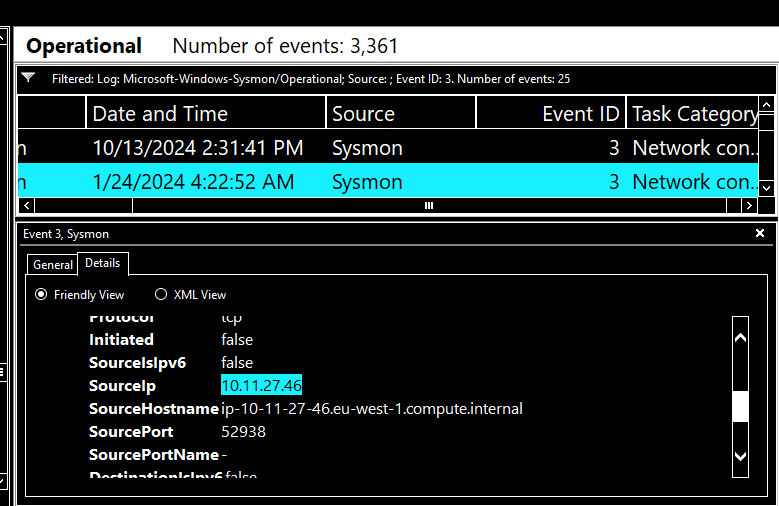 Operational Number of events: 3,361
Filtered: Log: Microsoft-Windows-Sysmon/Operational; Source: ; Event ID: 3. Number of events: 25
Date and Time Source Event ID Task Category
n 10/13/2024 2:31:41 PM Sysmon 3 Network con...
n 1/24/2024 4:22:52 AM Sysmon 3 Network con...
Event 3, Sysmon
General Details
Friendly View XML View
Protocol tcp
Initiated false
SourceIsIpv6 false
SourceIp 10.11.27.46
SourceHostname ip-10-11-27-46.eu-west-1.compute.internal
SourcePort 52938
SourcePortName -
DestinationIsIpv6 false